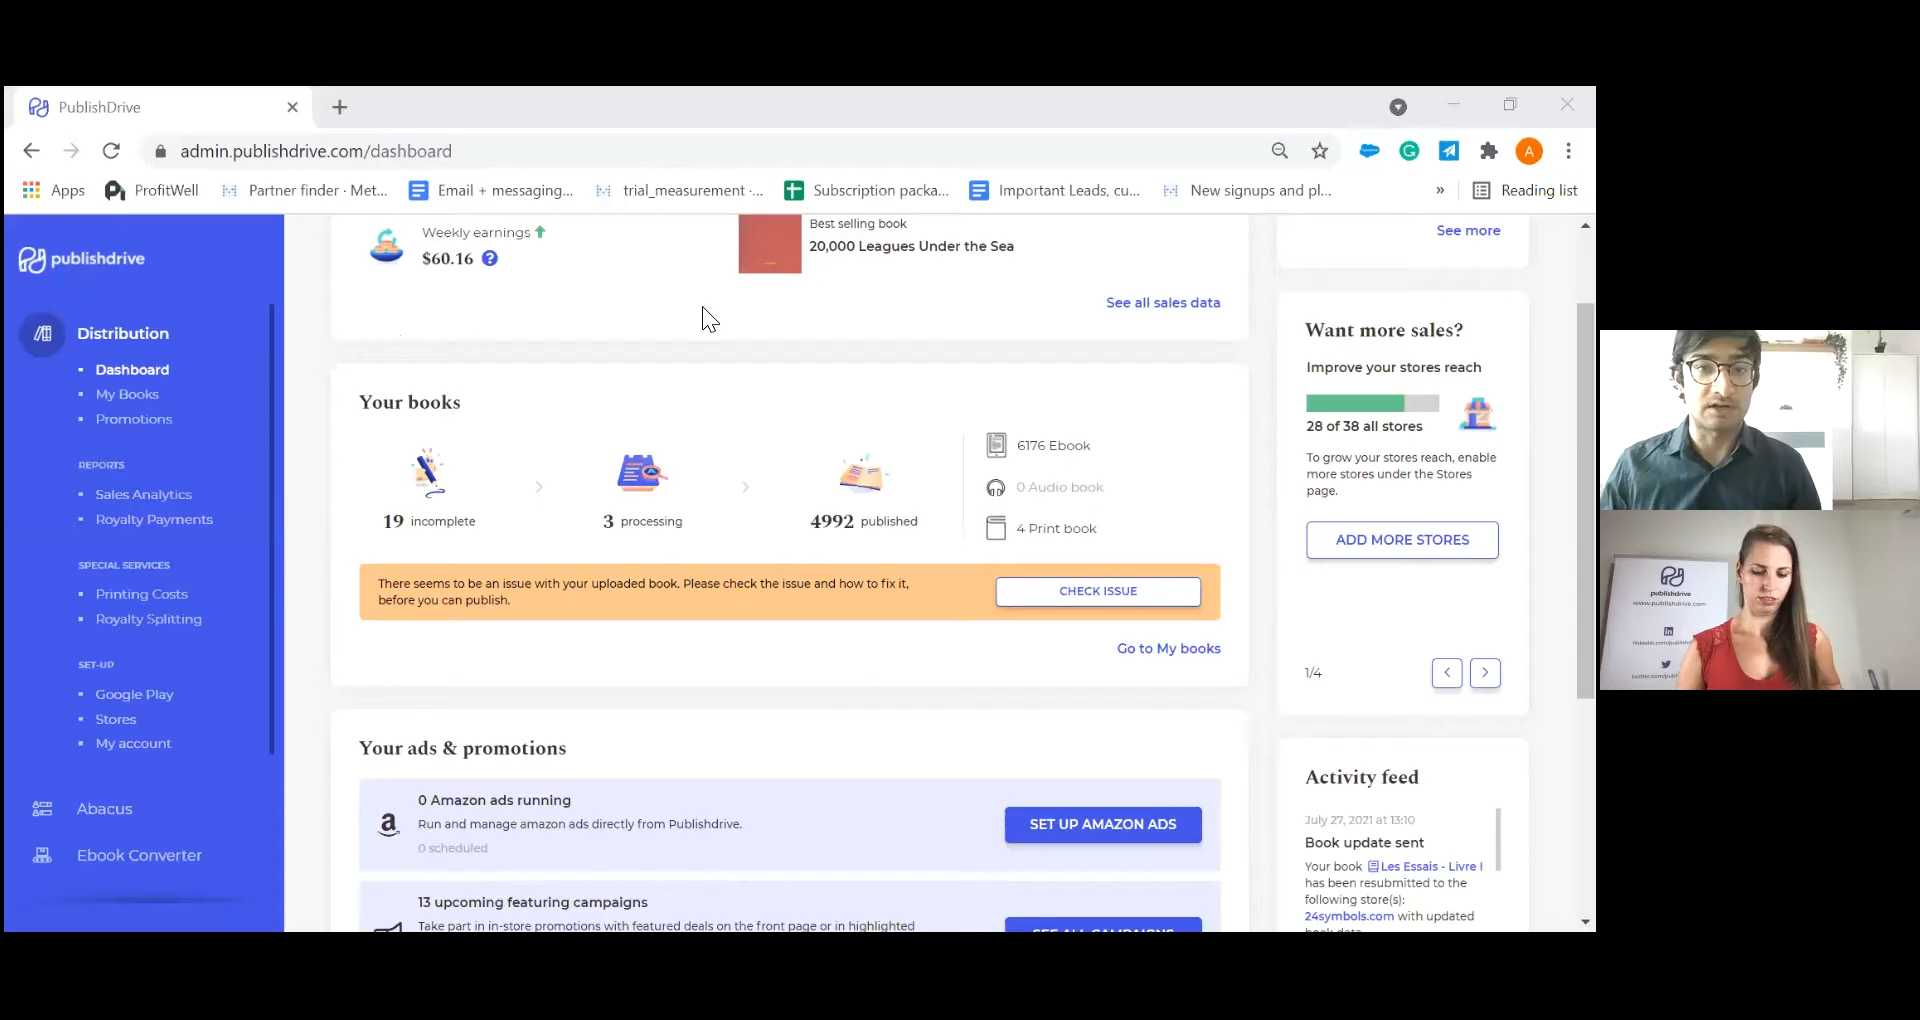 PublishDrive
admin.publishdrive.com/dashboard
A
Apps
ProfitWell
Partner finder · Met...
Email + messaging...
trial_measurement ·...
Subscription packa...
Important Leads, cu...
New signups and pl...
»
Reading list
publishdrive
Distribution
Dashboard
My Books
Promotions
REPORTS
Sales Analytics
Royalty Payments
SPECIAL SERVICES
Printing Costs
Royalty Splitting
SET-UP
Google Play
Stores
My account
Abacus
Ebook Converter
Weekly earnings
$60.16 ?
Best selling book
20,000 Leagues Under the Sea
See all sales data
Your books
19 incomplete
3 processing
4992 published
6176 Ebook
0 Audio book
4 Print book
There seems to be an issue with your uploaded book. Please check the issue and how to fix it,
before you can publish.
CHECK ISSUE
Go to My books
Your ads & promotions
0 Amazon ads running
Run and manage amazon ads directly from Publishdrive.
0 scheduled
SET UP AMAZON ADS
13 upcoming featuring campaigns
Take part in in-store promotions with featured deals on the front page or in highlighted
SEE ALL CAMPAIGNS
See more
Want more sales?
Improve your stores reach
28 of 38 all stores
To grow your stores reach, enable
more stores under the Stores
page.
ADD MORE STORES
1/4
Activity feed
July 27, 2021 at 13:10
Book update sent
Your book Les Essais - Livre I
has been resubmitted to the
following store(s):
24symbols.com with updated
book data.
publishdrive
www.publishdrive.com